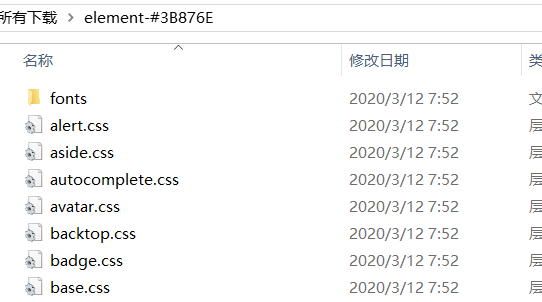 所有下载 > element-#3B876E
名称 修改日期 类
fonts 2020/3/12 7:52 文
alert.css 2020/3/12 7:52 层
aside.css 2020/3/12 7:52 层
autocomplete.css 2020/3/12 7:52 层
avatar.css 2020/3/12 7:52 层
backtop.css 2020/3/12 7:52 层
badge.css 2020/3/12 7:52 层
base.css 2020/3/12 7:52 层